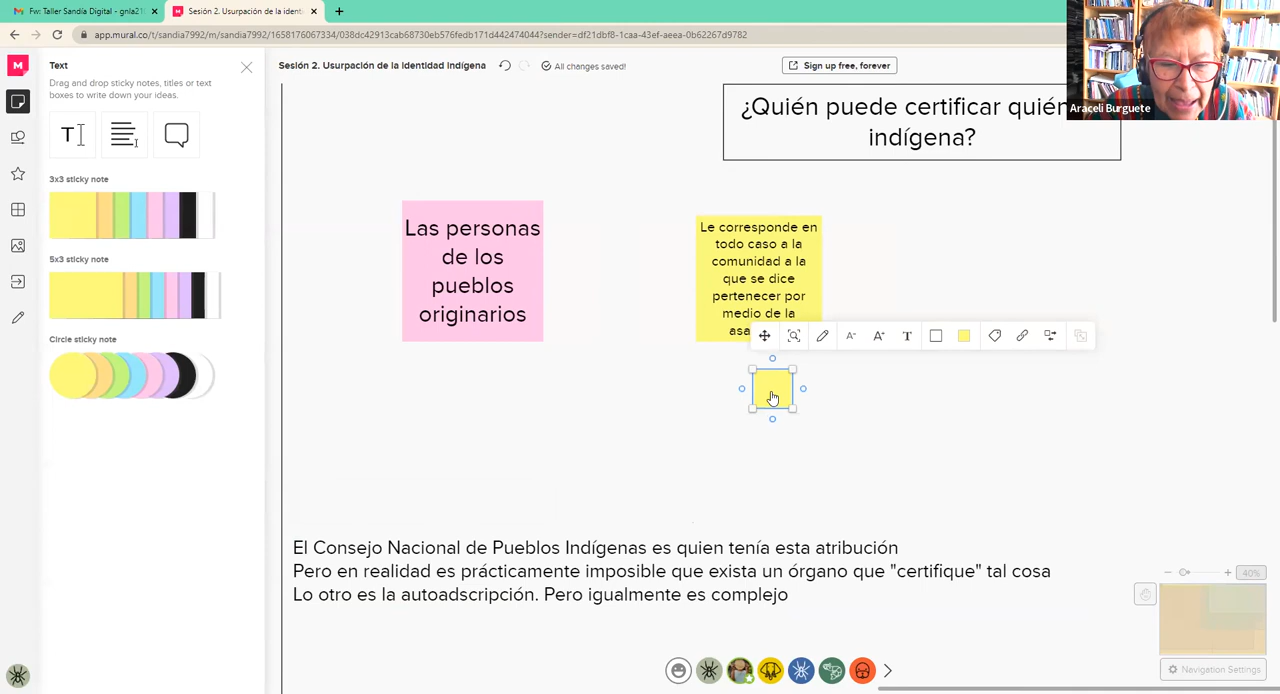 Fw: Taller Sandía Digital - gnla21
Sesión 2. Usurpación de la identi
app.mural.co/t/sandia7992/m/sandia7992/1658176067334/038dc42913cab68730eb576fedb171d442474044?sender=df21dbf8-1caa-43ef-aeea-0b62267d9782
M
Text
Drag and drop sticky notes, titles or text
boxes to write down your ideas.
3x3 sticky note
5x3 sticky note
Circle sticky note
Sesión 2. Usurpación de la identidad indígena
All changes saved!
Sign up free, forever
Araceli Burguete
¿Quién puede certificar quién
indígena?
Las personas
de los
pueblos
originarios
Le corresponde en
todo caso a la
comunidad a la
que se dice
pertenecer por
medio de la
asa
El Consejo Nacional de Pueblos Indígenas es quien tenía esta atribución
Pero en realidad es prácticamente imposible que exista un órgano que "certifique" tal cosa
Lo otro es la autoadscripción. Pero igualmente es complejo
40%
Navigation Settings